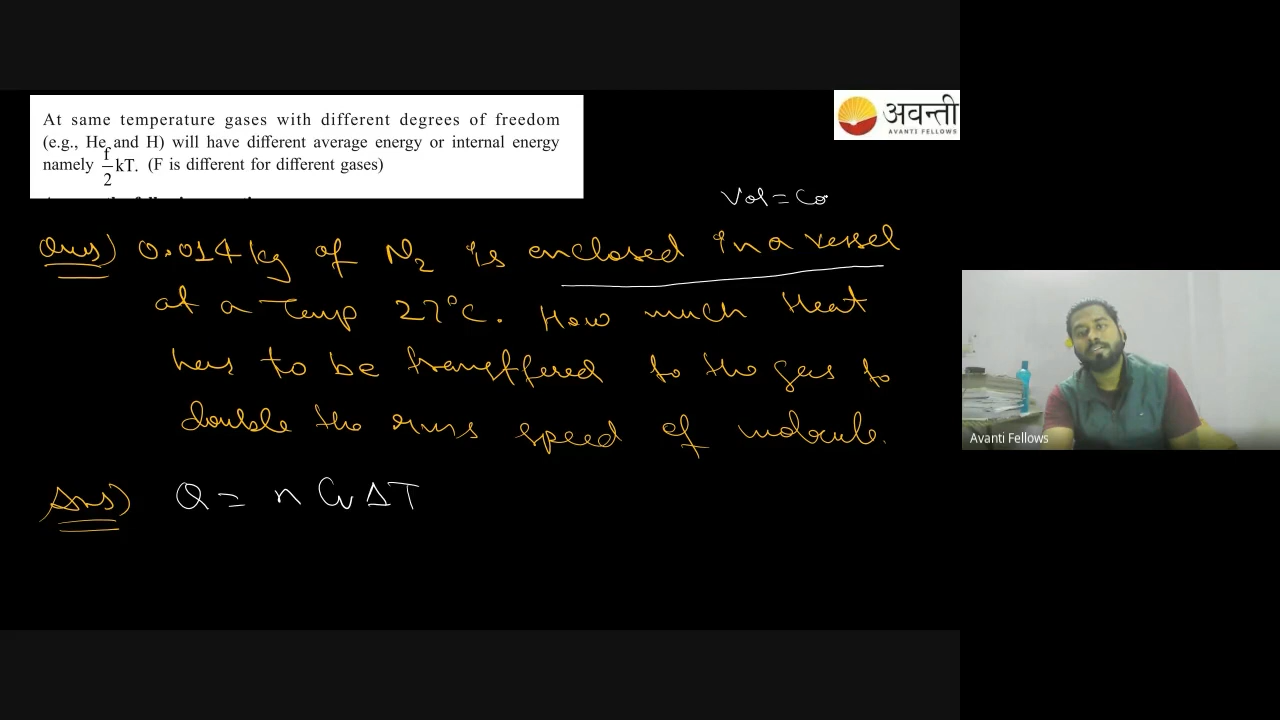 At same temperature gases with different degrees of freedom
(e.g., He and H) will have different average energy or internal energy
namely f/2 kT. (F is different for different gases)
अवन्ती
AVANTI FELLOWS
Vol = Co
Ques) 0.014 kg of N2 is enclosed in a vessel
at a Temp 27°C. How much Heat
has to be transffered to the gas to
double the rms speed of molecule.
Ans) Q = n Cv ΔT
Avanti Fellows